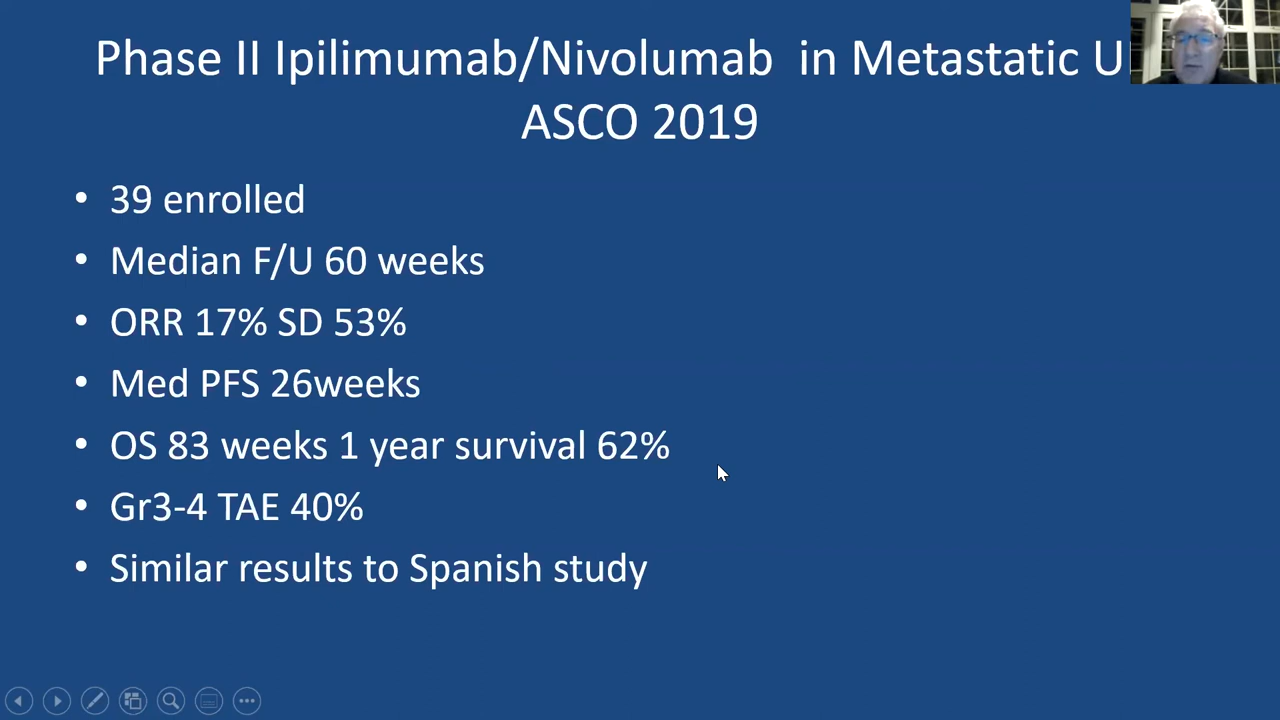 Phase II Ipilimumab/Nivolumab in Metastatic U
ASCO 2019
• 39 enrolled
• Median F/U 60 weeks
• ORR 17% SD 53%
• Med PFS 26weeks
• OS 83 weeks 1 year survival 62%
• Gr3-4 TAE 40%
• Similar results to Spanish study